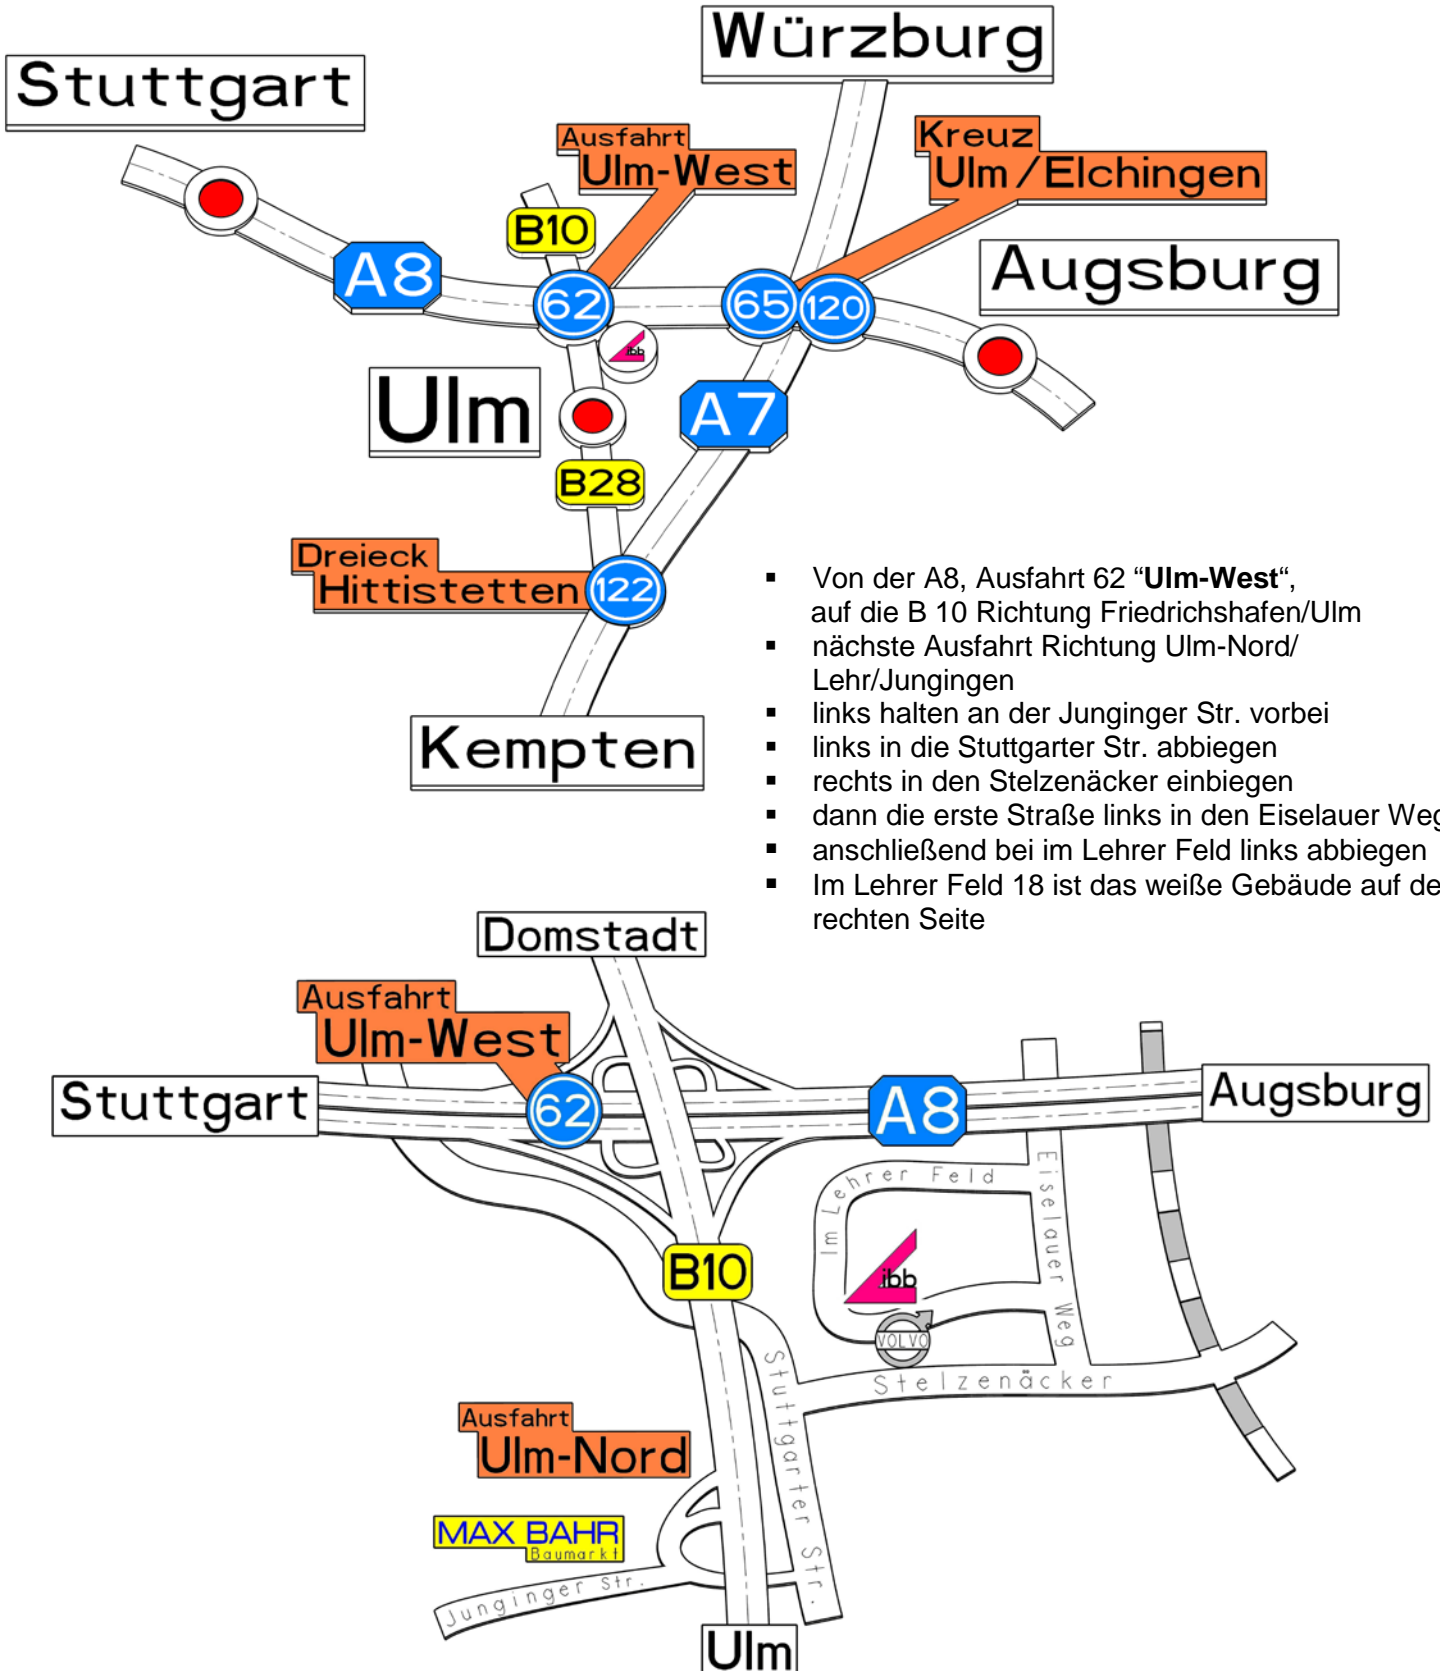 Würzburg
Stuttgart
Ausfahrt
Ulm-West
Kreuz
Ulm/Elchingen
B10
A8
Augsburg
62
65
120
ibb
Ulm
A7
B28
Dreieck
Hittistetten
122
Kempten
▪ Von der A8, Ausfahrt 62 “Ulm-West“,
auf die B 10 Richtung Friedrichshafen/Ulm
▪ nächste Ausfahrt Richtung Ulm-Nord/
Lehr/Jungingen
▪ links halten an der Junginger Str. vorbei
▪ links in die Stuttgarter Str. abbiegen
▪ rechts in den Stelzenäcker einbiegen
▪ dann die erste Straße links in den Eiselauer Weg
▪ anschließend bei im Lehrer Feld links abbiegen
▪ Im Lehrer Feld 18 ist das weiße Gebäude auf de
rechten Seite
Domstadt
Ausfahrt
Ulm-West
Stuttgart
62
A8
Augsburg
Im Lehrer Feld
Eiselauer Weg
B10
ibb
VOLVO
Stelzenäcker
Stuttgarter Str.
Ausfahrt
Ulm-Nord
MAX BAHR
Baumarkt
Junginger Str.
Ulm